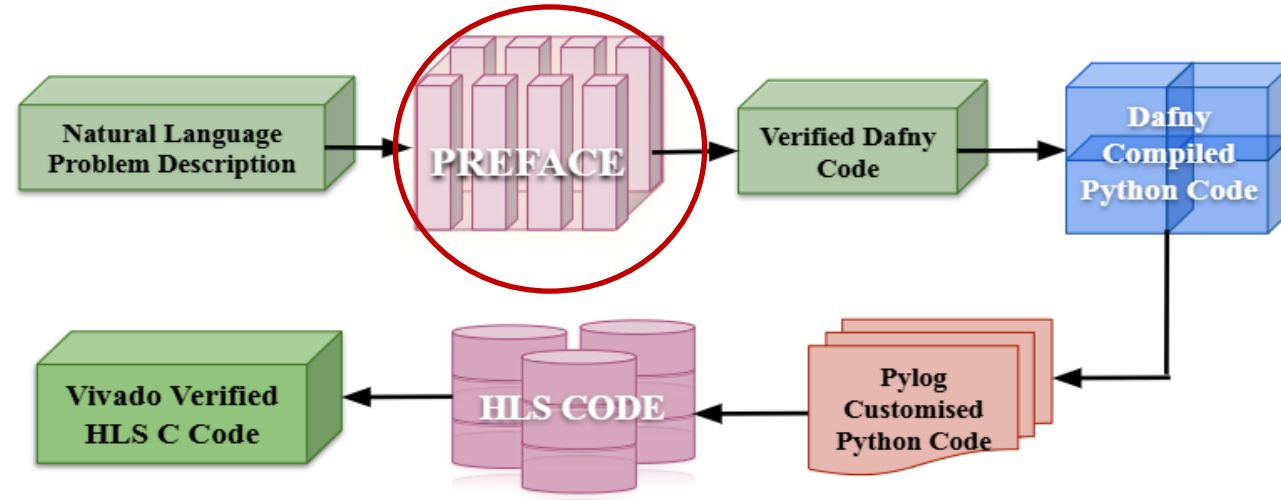 Natural Language
Problem Description
PREFACE
Verified Dafny
Code
Dafny
Compiled
Python Code
Pylog
Customised
Python Code
HLS CODE
Vivado Verified
HLS C Code